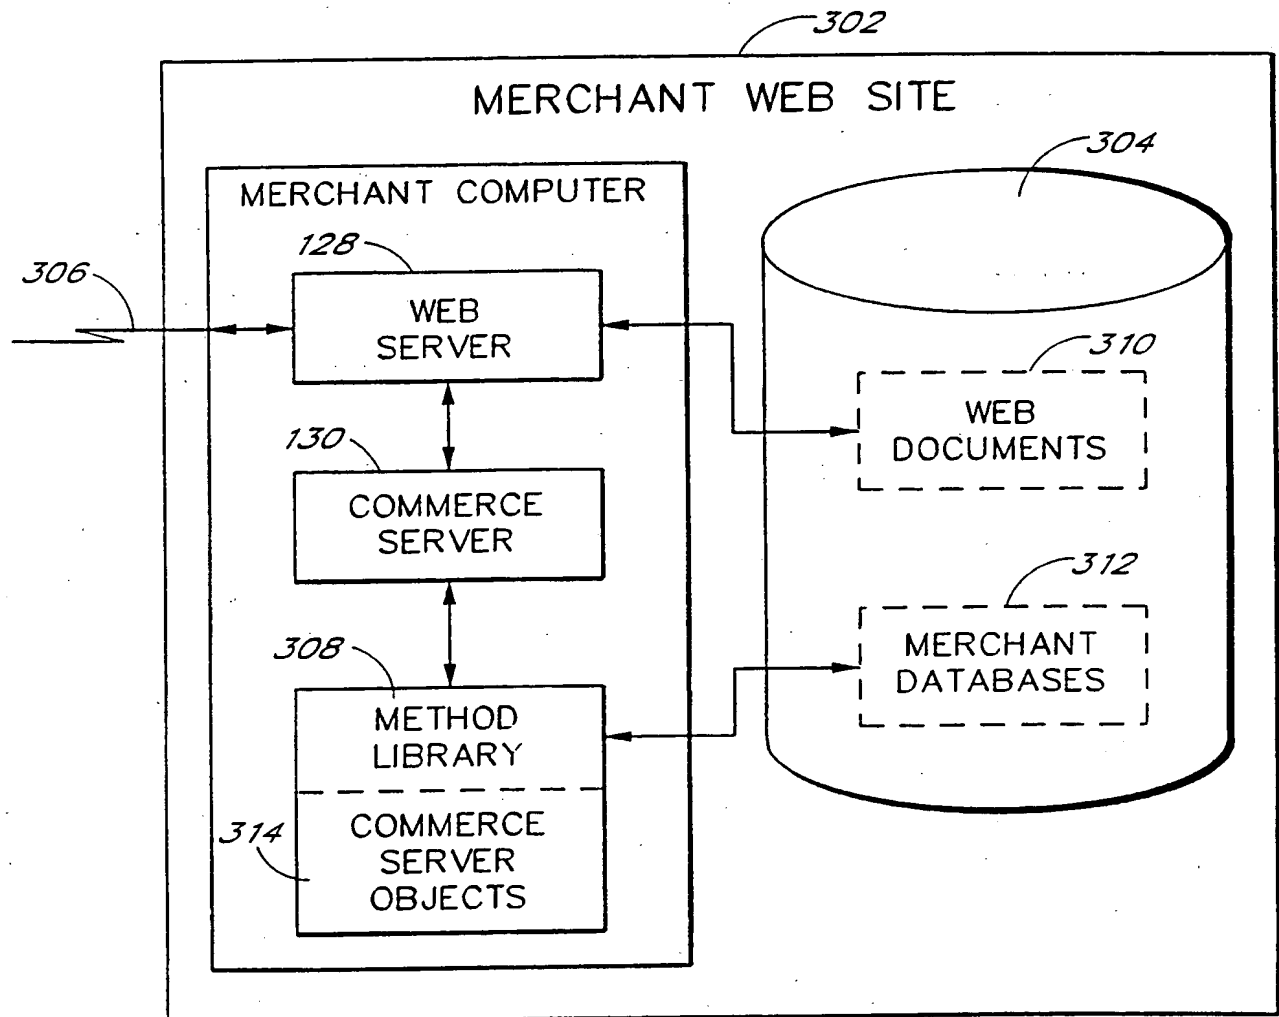 302
MERCHANT WEB SITE
304
MERCHANT COMPUTER
128
306
WEB
SERVER
310
WEB
DOCUMENTS
130
COMMERCE
SERVER
312
MERCHANT
DATABASES
308
METHOD
LIBRARY
314
COMMERCE
SERVER
OBJECTS